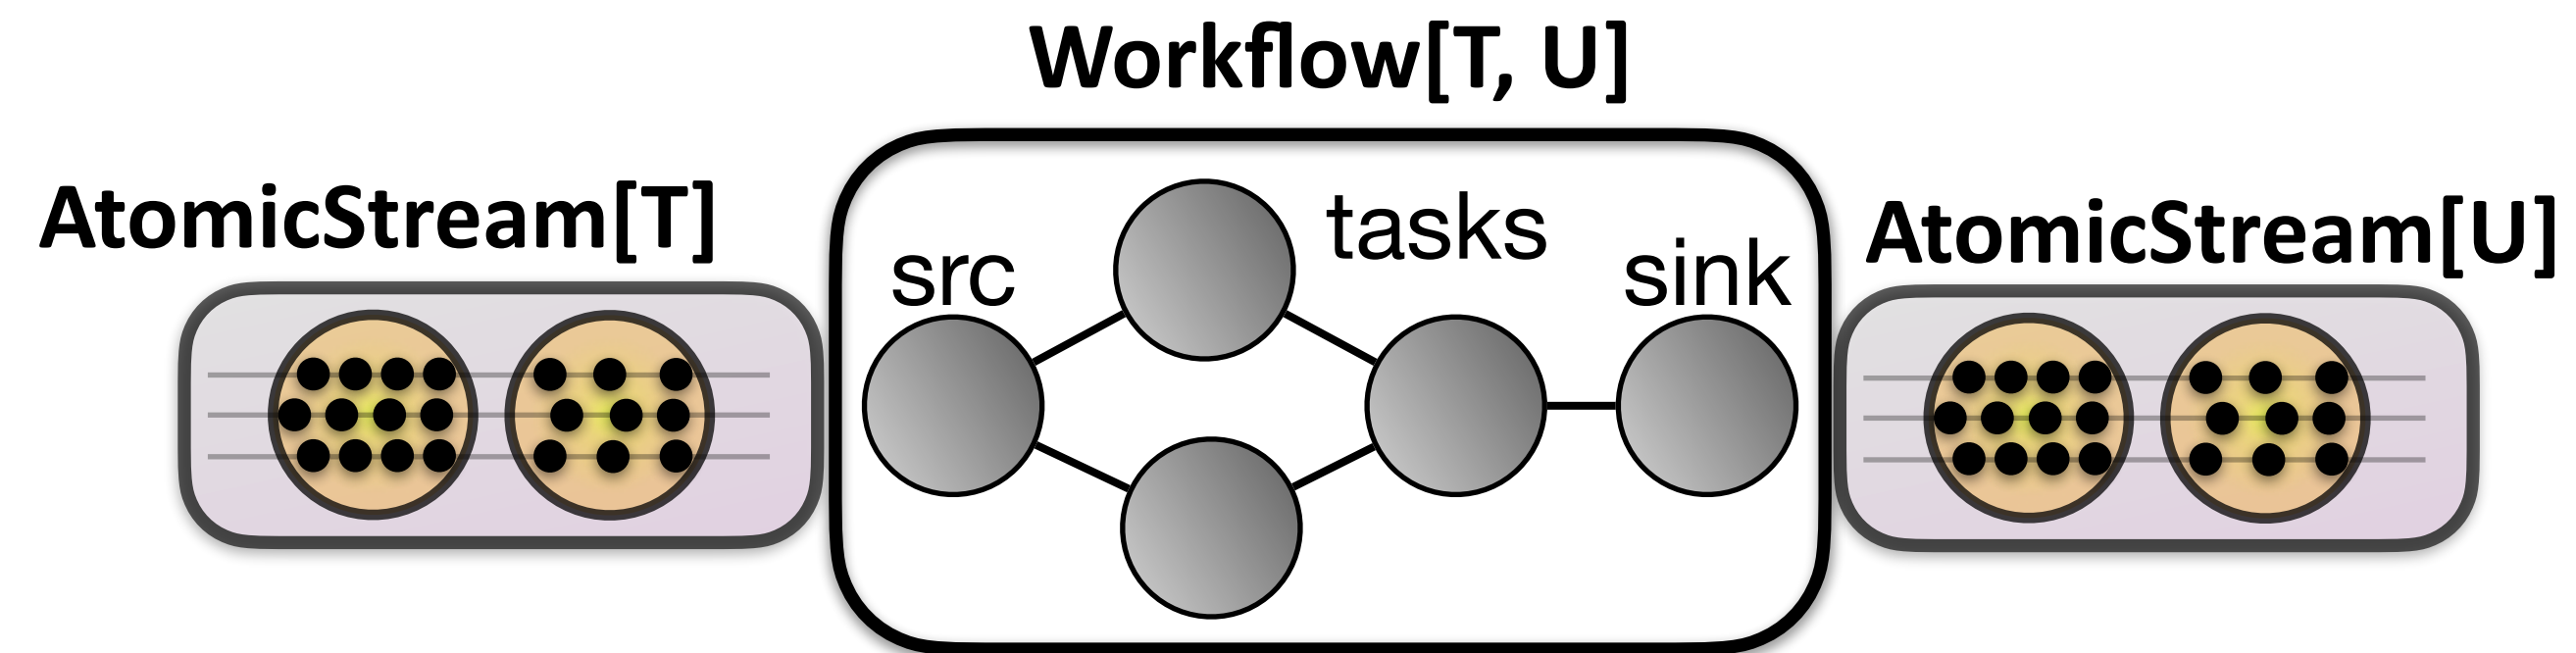 Workflow[T, U]
AtomicStream[T]
AtomicStream[U]
src
tasks
sink